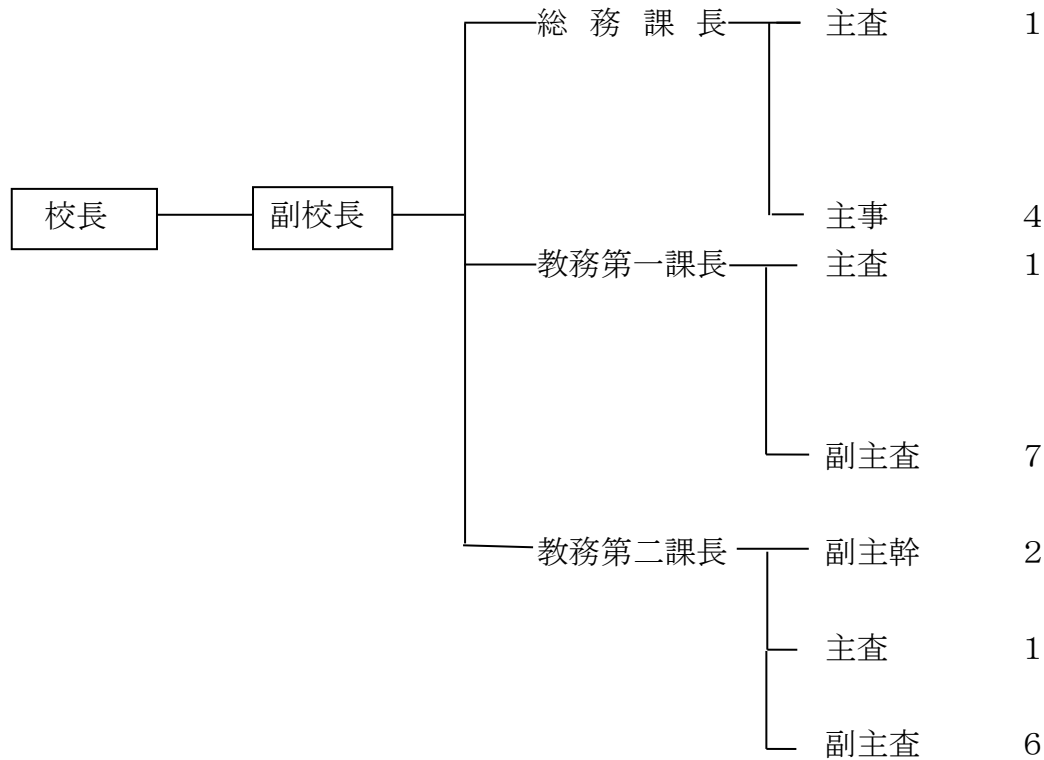 総 務 課 長 主査 1
校長 副校長 主事 4
教務第一課長 主査 1
副主査 7
教務第二課長 副主幹 2
主査 1
副主査 6